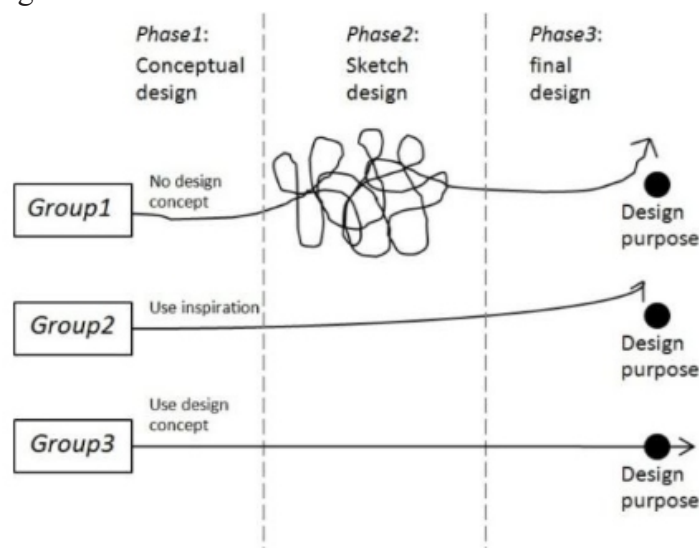 Phase1:
Conceptual
design
Phase2:
Sketch
design
Phase3:
final
design
No design
concept
Group1
Design
purpose
Use inspiration
Group2
Design
purpose
Use design
concept
Group3
Design
purpose